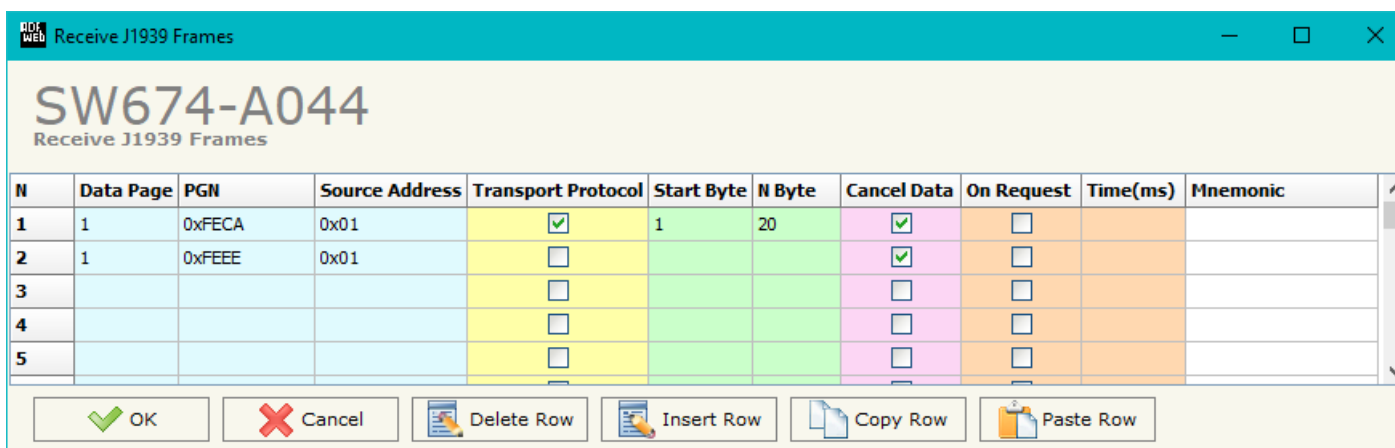 ADF
WEB Receive J1939 Frames
SW674-A044
Receive J1939 Frames
N Data Page PGN Source Address Transport Protocol Start Byte N Byte Cancel Data On Request Time(ms) Mnemonic
1 1 0xFECA 0x01 1 20
2 1 0xFEEE 0x01
3
4
5
OK Cancel Delete Row Insert Row Copy Row Paste Row